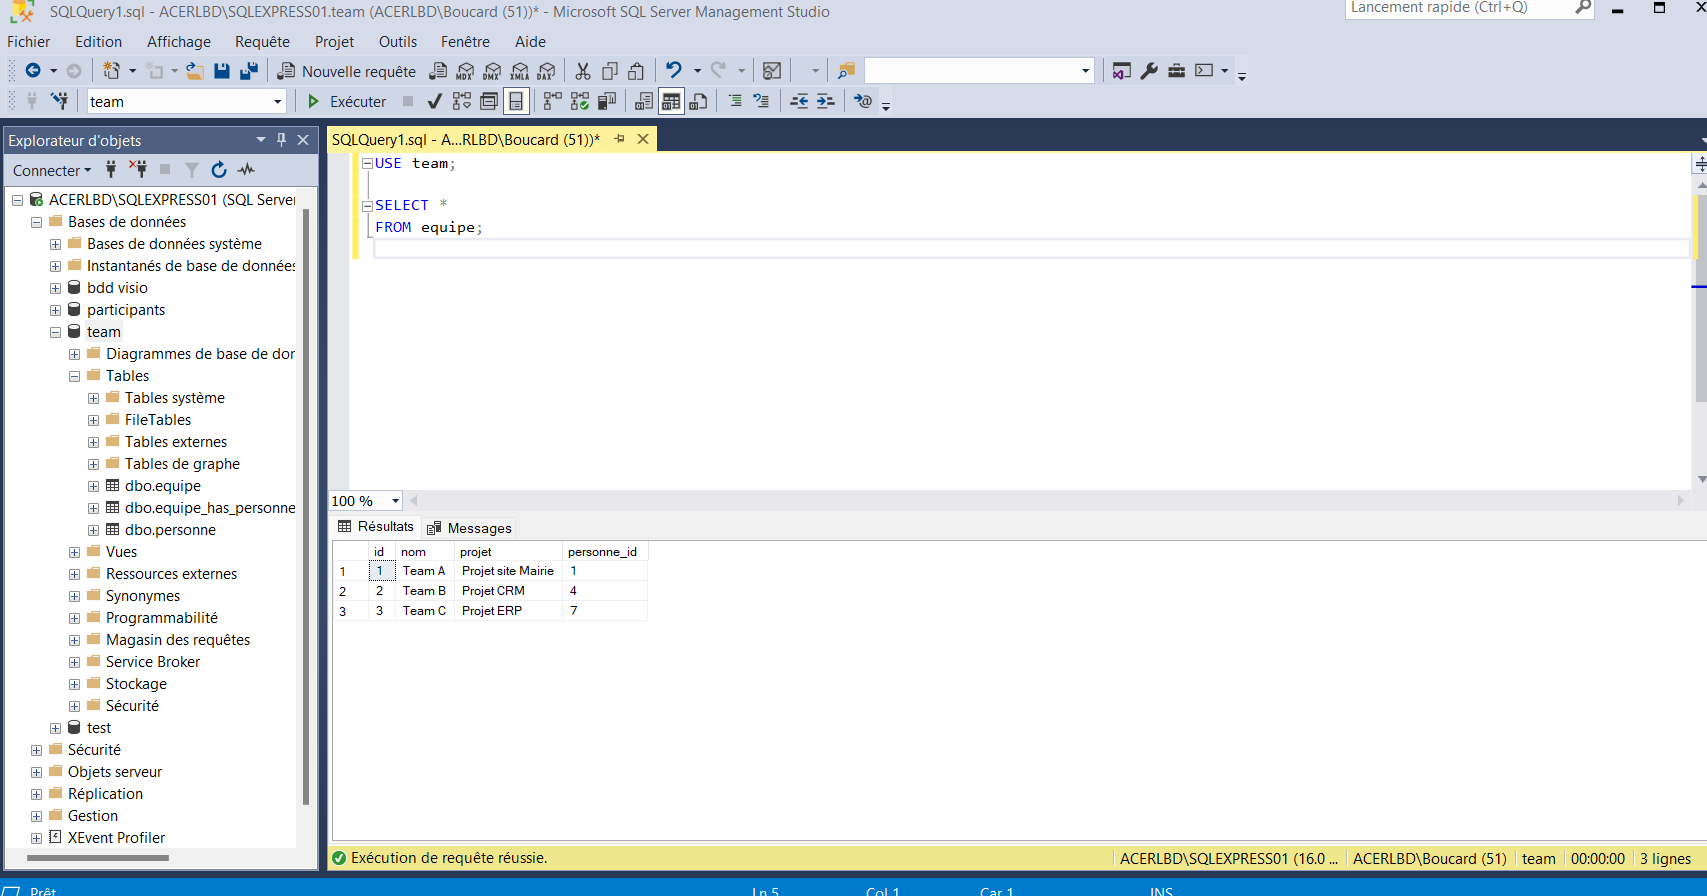 SQLQuery1.sql - ACERLBD\SQLEXPRESS01.team (ACERLBD\Boucard (51))* - Microsoft SQL Server Management Studio
Lancement rapide (Ctrl+Q)
Fichier Edition Affichage Requête Projet Outils Fenêtre Aide
Nouvelle requête MDX DMX XMLA DAX
team Exécuter
Explorateur d'objets
SQLQuery1.sql - A...RLBD\Boucard (51))*
Connecter
ACERLBD\SQLEXPRESS01 (SQL Server
Bases de données
Bases de données système
Instantanés de base de données
bdd visio
participants
team
Diagrammes de base de dor
Tables
Tables système
FileTables
Tables externes
Tables de graphe
dbo.equipe
dbo.equipe_has_personne
dbo.personne
Vues
Ressources externes
Synonymes
Programmabilité
Magasin des requêtes
Service Broker
Stockage
Sécurité
test
Sécurité
Objets serveur
Réplication
Gestion
XEvent Profiler
USE team;
SELECT *
FROM equipe;
100 %
Résultats Messages
id nom projet personne_id
1 1 Team A Projet site Mairie 1
2 2 Team B Projet CRM 4
3 3 Team C Projet ERP 7
Exécution de requête réussie. ACERLBD\SQLEXPRESS01 (16.0 ... ACERLBD\Boucard (51) team 00:00:00 3 lignes
Prêt Ln 5 Col 1 Car 1 INS